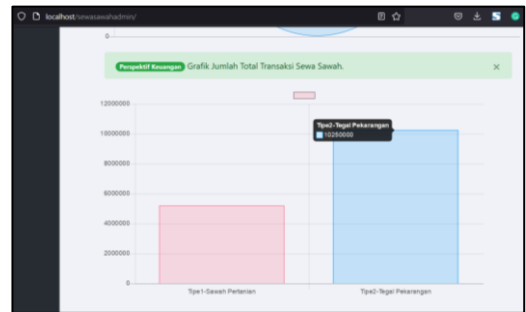 localhost/sewasawahadmin/
0
Perspektif Keuangan Grafik Jumlah Total Transaksi Sewa Sawah. ×
12000000
10000000
8000000
6000000
4000000
2000000
0
Tipe2-Tegal Pekarangan
10250000
Tipe1-Sawah Pertanian
Tipe2-Tegal Pekarangan